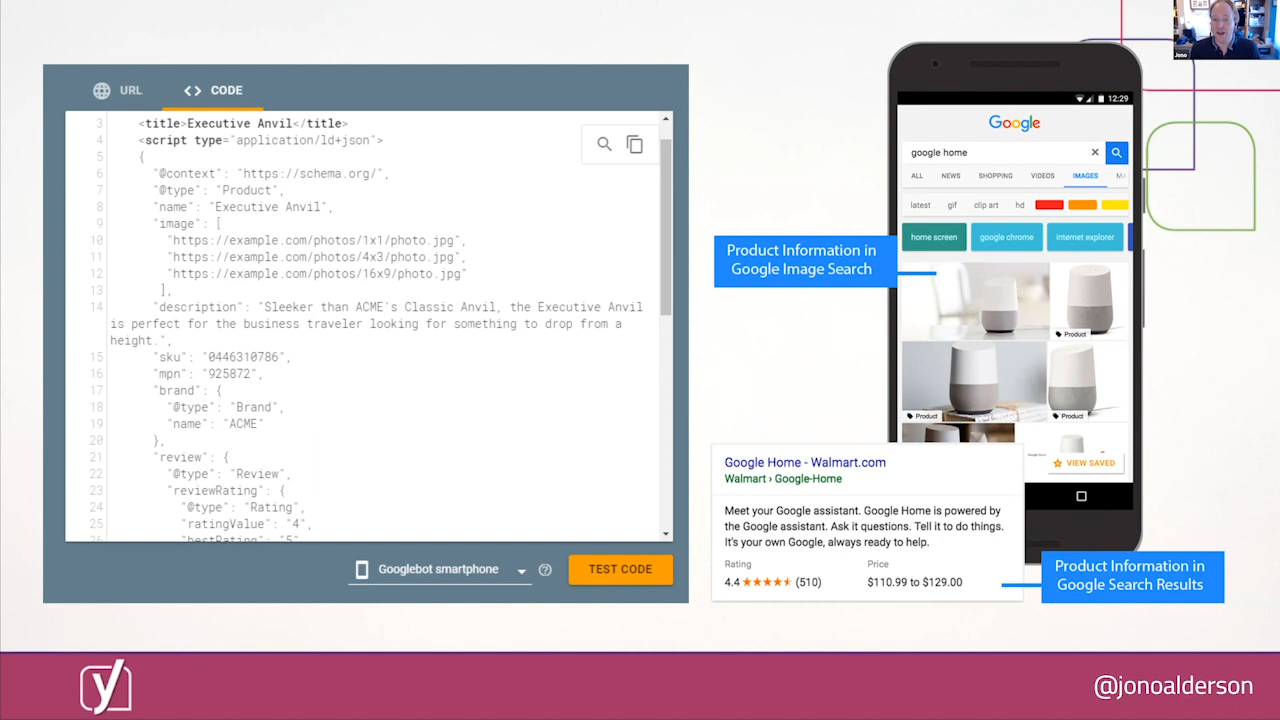 URL
<> CODE
3 <title>Executive Anvil</title>
4 <script type="application/ld+json">
5 {
6 "@context": "https://schema.org/",
7 "@type": "Product",
8 "name": "Executive Anvil",
9 "image": [
10 "https://example.com/photos/1x1/photo.jpg",
11 "https://example.com/photos/4x3/photo.jpg",
12 "https://example.com/photos/16x9/photo.jpg"
13 ],
14 "description": "Sleeker than ACME's Classic Anvil, the Executive Anvil
is perfect for the business traveler looking for something to drop from a
height.",
15 "sku": "0446310786",
16 "mpn": "925872",
17 "brand": {
18 "@type": "Brand",
19 "name": "ACME"
20 },
21 "review": {
22 "@type": "Review",
23 "reviewRating": {
24 "@type": "Rating",
25 "ratingValue": "4",
26 "bestRating": "5"
Googlebot smartphone
TEST CODE
Jono
12:29
Google
google home
ALL NEWS SHOPPING VIDEOS IMAGES
latest gif clip art hd
home screen google chrome internet explorer
Product Information in
Google Image Search
Product
Product
Product
VIEW SAVED
Google Home - Walmart.com
Walmart › Google-Home
Meet your Google assistant. Google Home is powered by
the Google assistant. Ask it questions. Tell it to do things.
It's your own Google, always ready to help.
Rating Price
4.4 (510) $110.99 to $129.00
Product Information in
Google Search Results
y
@jonoalderson